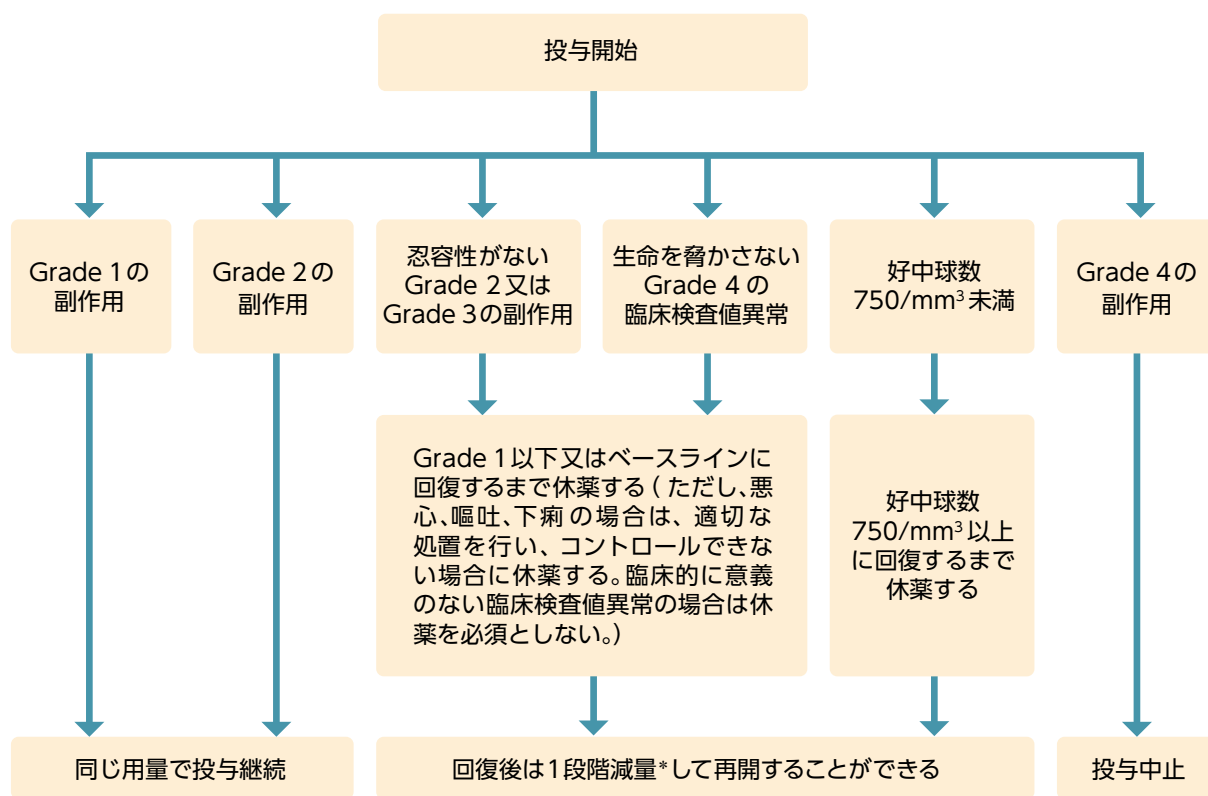 投与開始
Grade 1の
副作用
Grade 2の
副作用
忍容性がない
Grade 2又は
Grade 3の副作用
生命を脅かさない
Grade 4の
臨床検査値異常
好中球数
750/mm³未満
Grade 4の
副作用
Grade 1以下又はベースラインに
回復するまで休薬する(ただし、悪
心、嘔吐、下痢の場合は、適切な
処置を行い、コントロールできな
い場合に休薬する。臨床的に意義
のない臨床検査値異常の場合は休
薬を必須としない。)
好中球数
750/mm³以上
に回復するまで
休薬する
同じ用量で投与継続
回復後は1段階減量*して再開することができる
投与中止